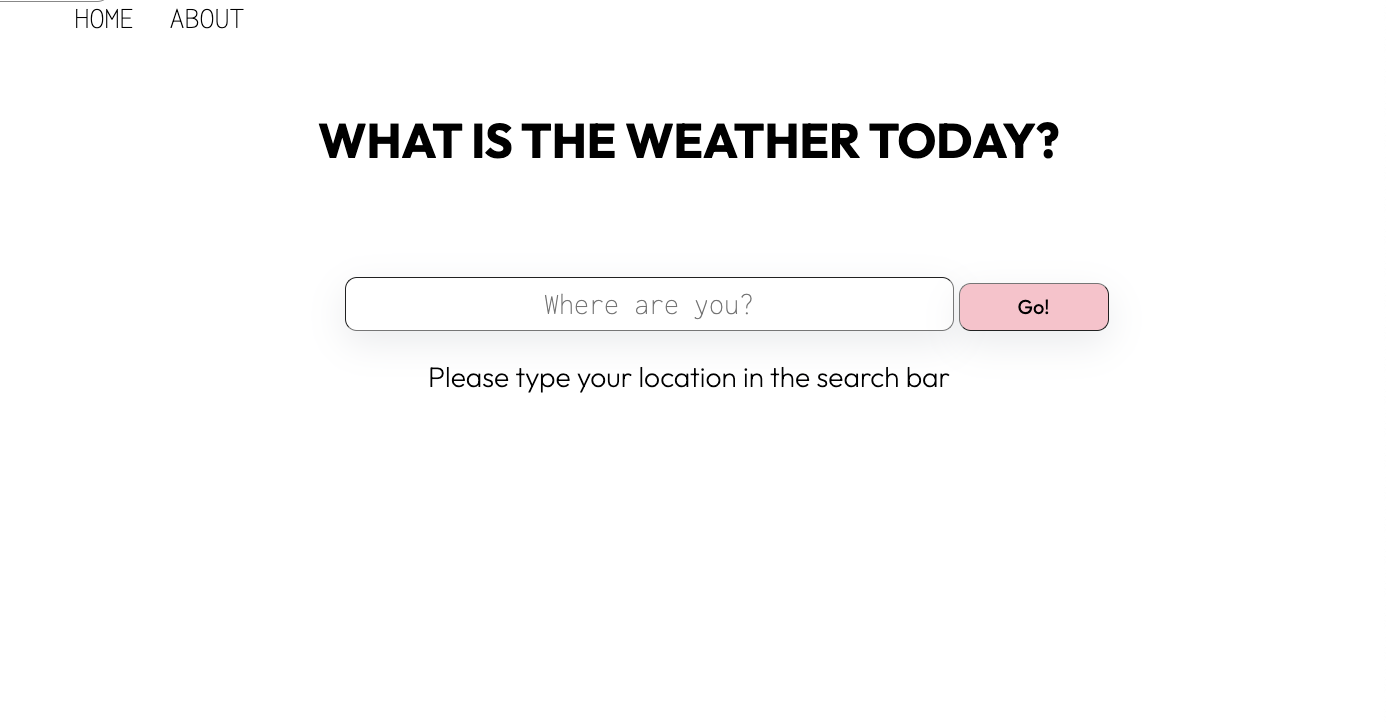 HOME ABOUT
WHAT IS THE WEATHER TODAY?
Where are you? Go!
Please type your location in the search bar